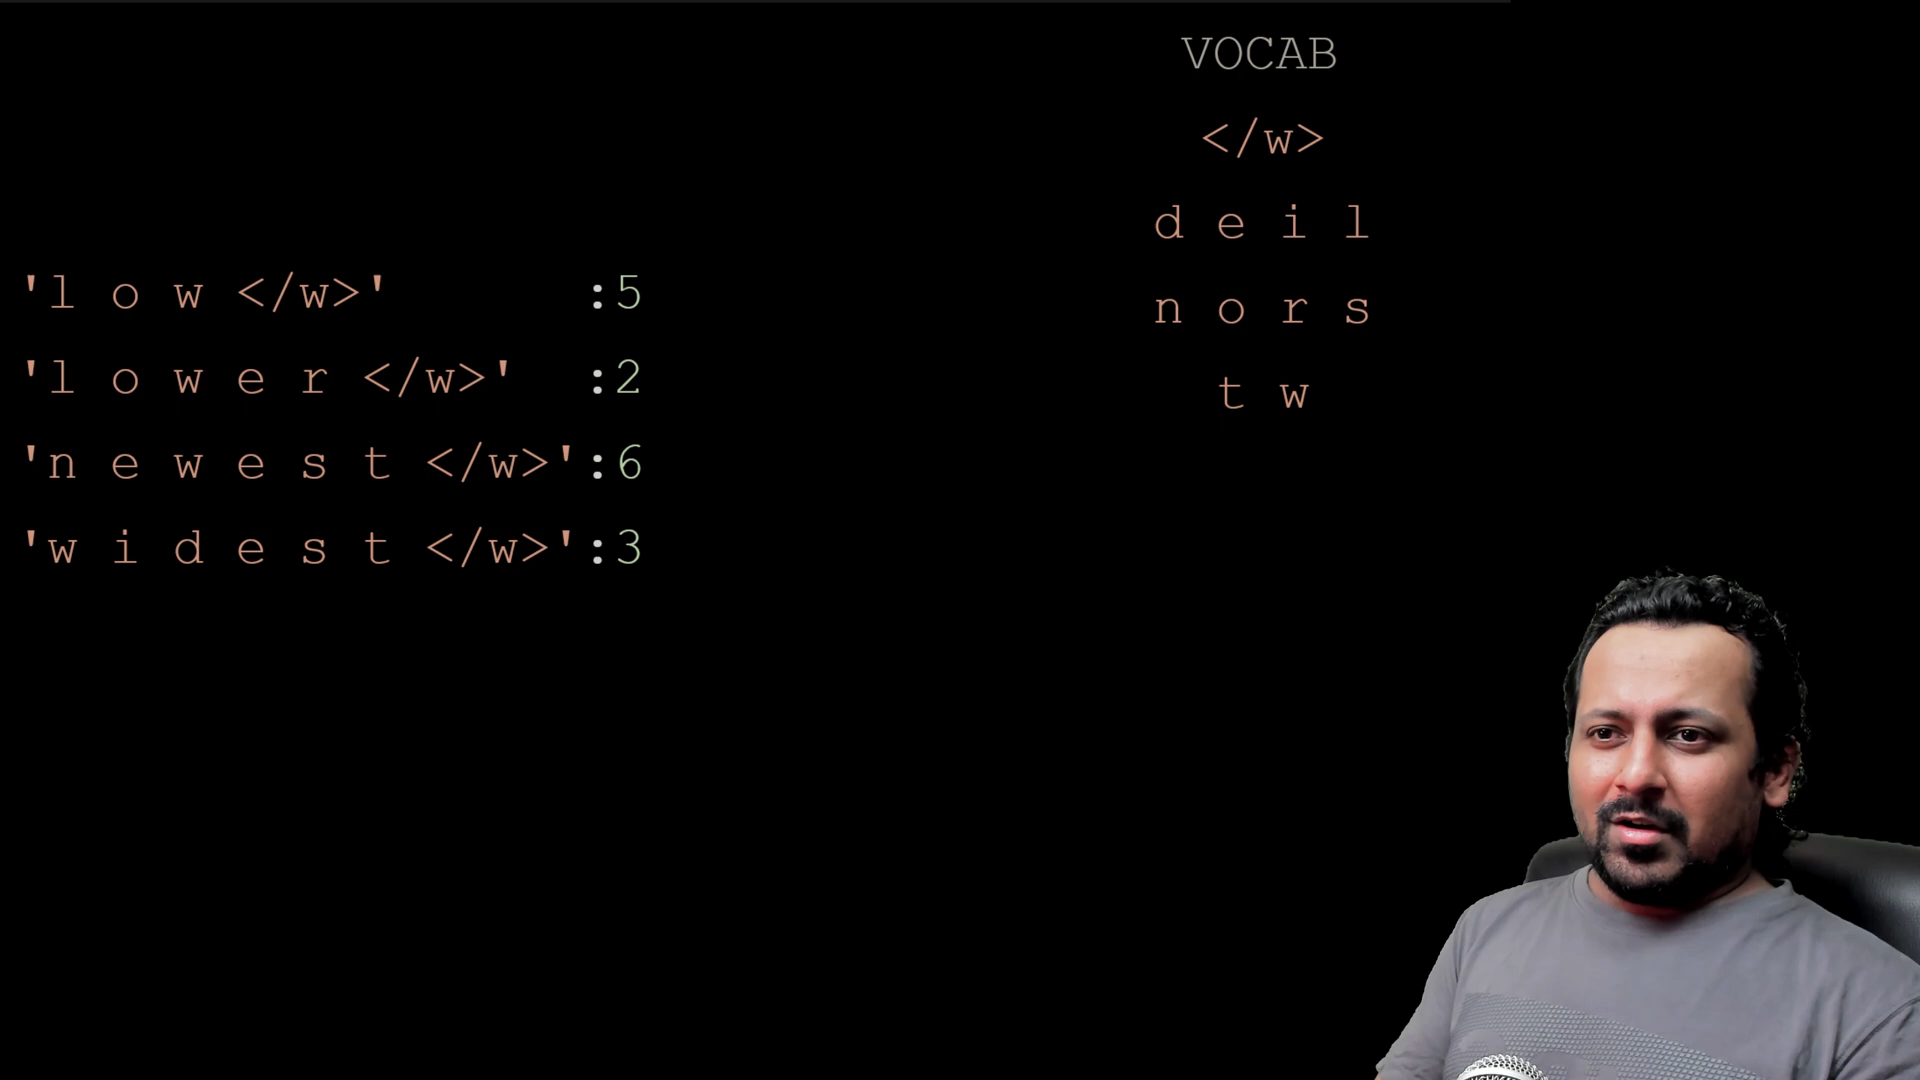 VOCAB
</w>
d e i l
n o r s
t w
'l o w </w>' :5
'l o w e r </w>' :2
'n e w e s t </w>':6
'w i d e s t </w>':3